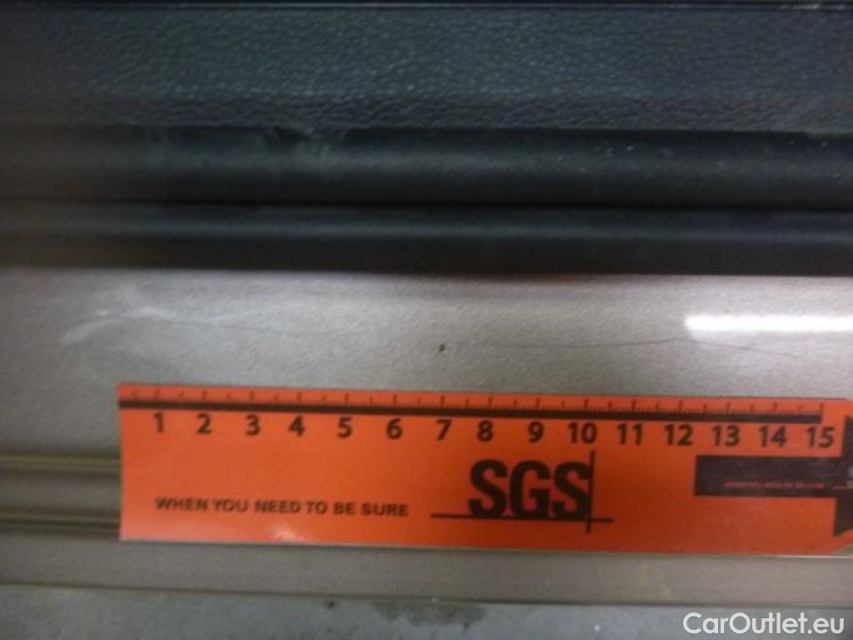 1 2 3 4 5 6 7 8 9 10 11 12 13 14 15
SGS
WHEN YOU NEED TO BE SURE
CarOutlet.eu